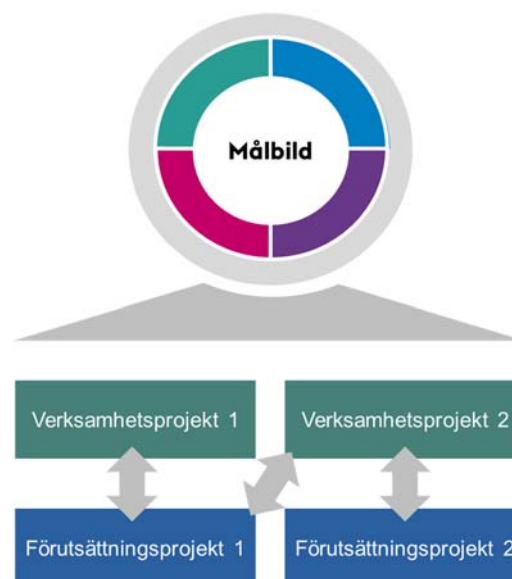 Målbild
Verksamhetsprojekt 1
Verksamhetsprojekt 2
Förutsättningsprojekt 1
Förutsättningsprojekt 2